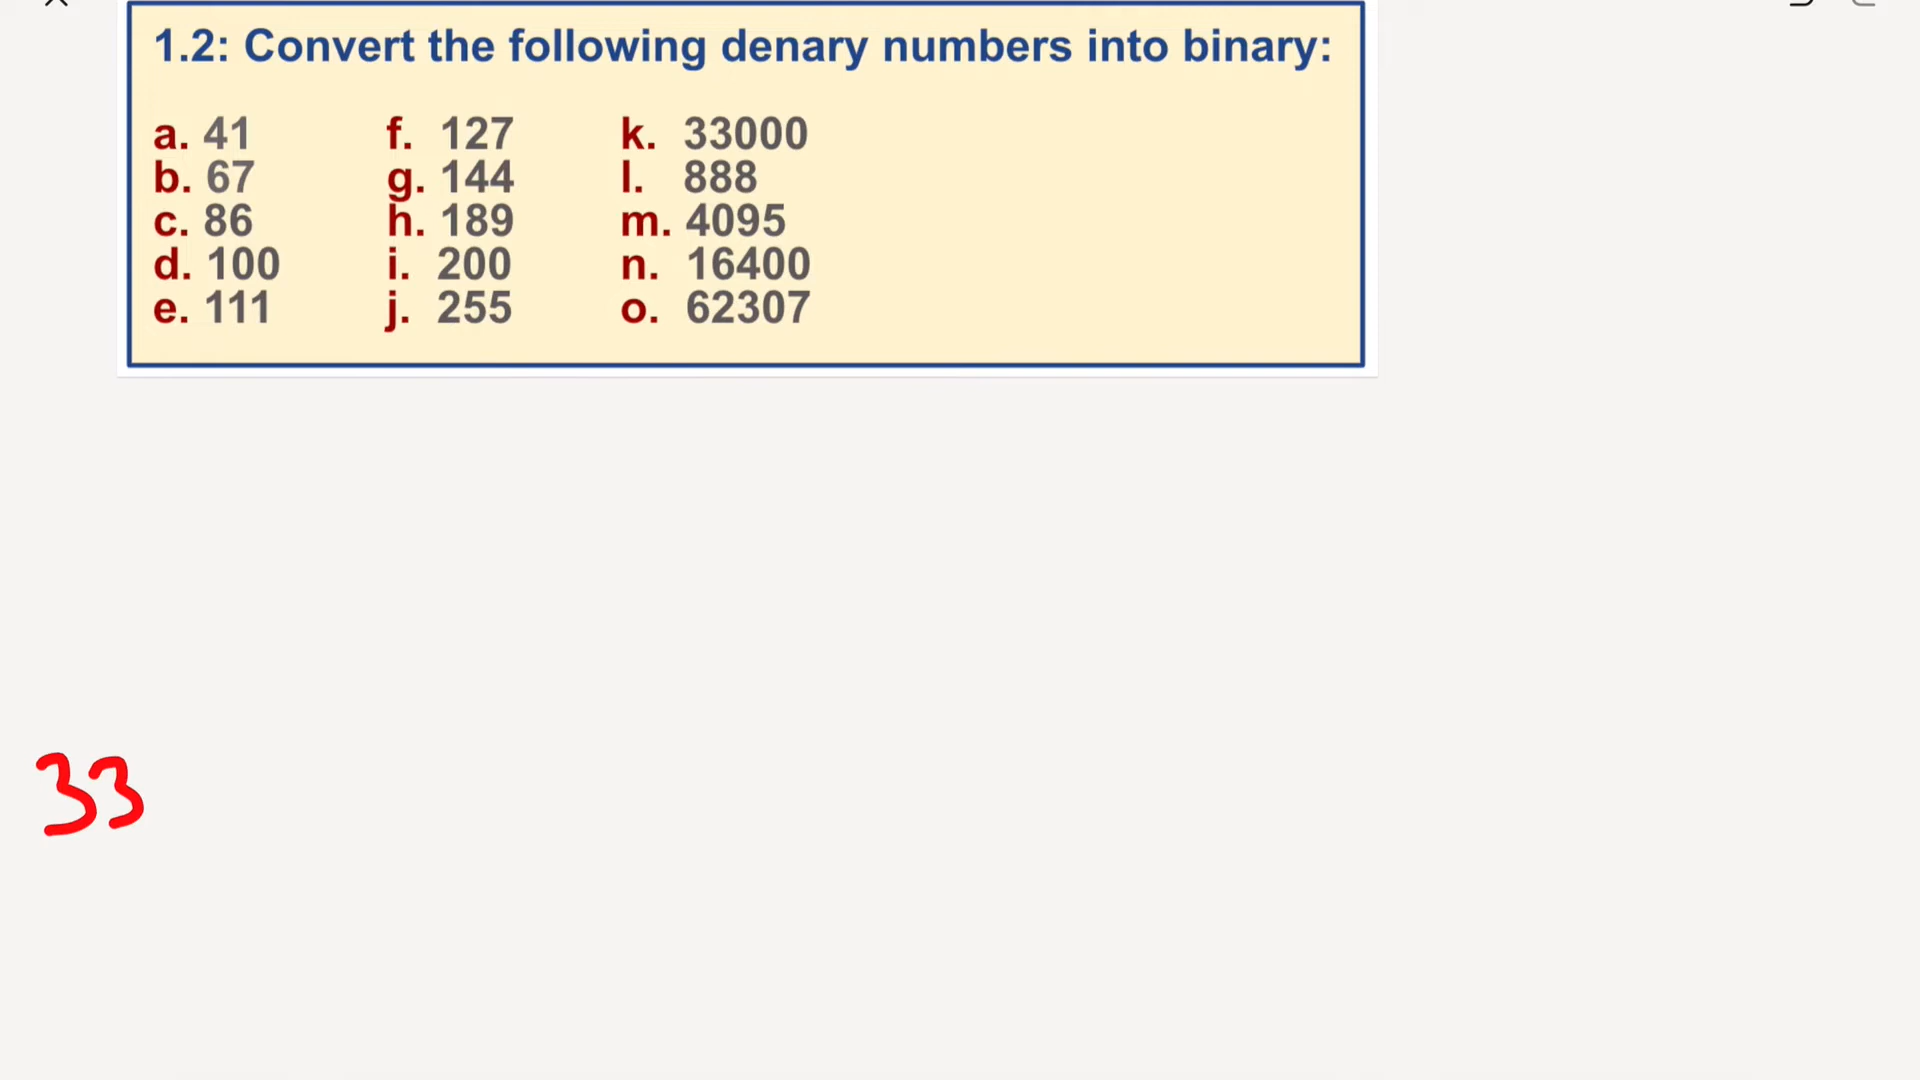 1.2: Convert the following denary numbers into binary:
a. 41 f. 127 k. 33000
b. 67 g. 144 l. 888
c. 86 h. 189 m. 4095
d. 100 i. 200 n. 16400
e. 111 j. 255 o. 62307
33